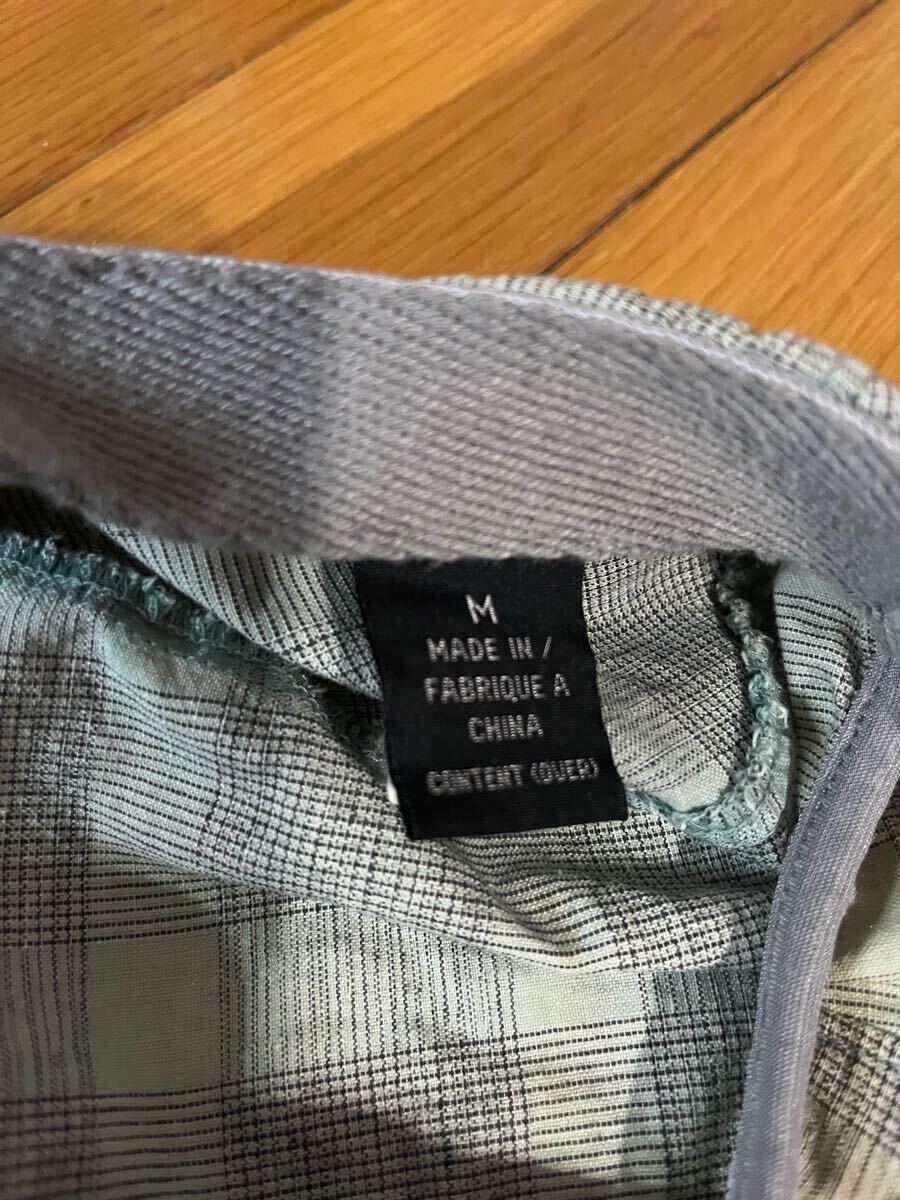 M
MADE IN /
FABRIQUE A
CHINA
CONTENT (OVER)